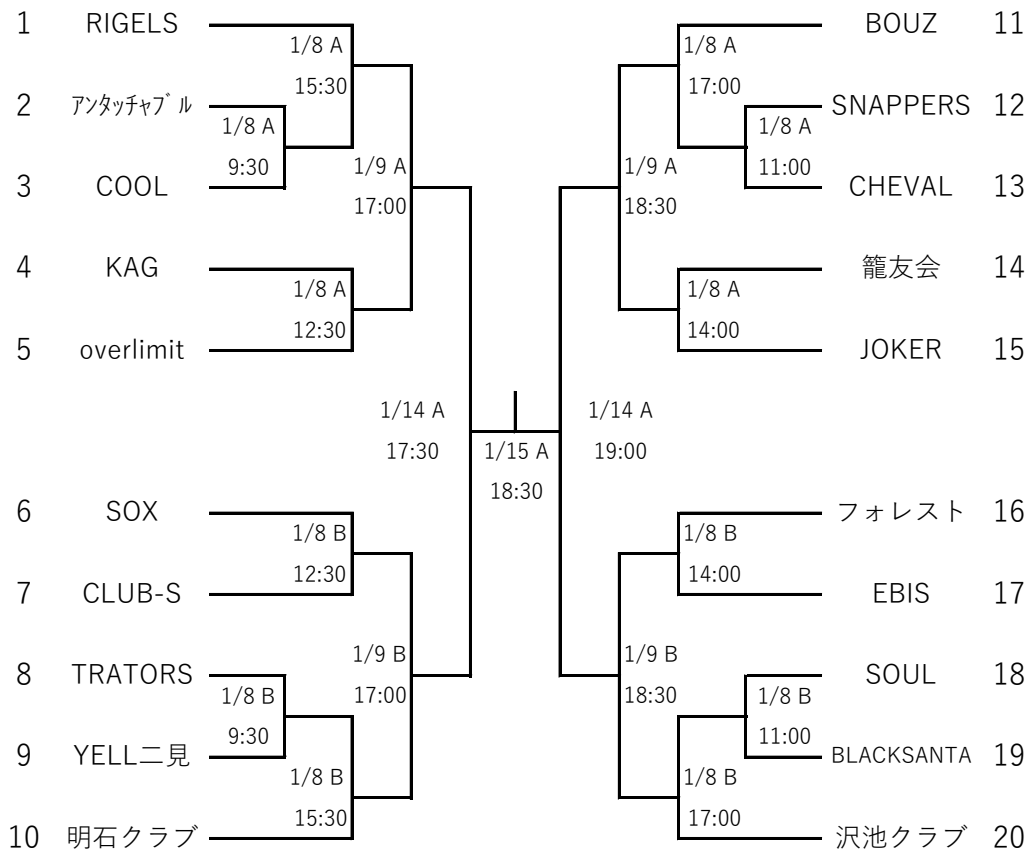 1 RIGELS
1/8 A
15:30
2 ｱﾝﾀｯﾁｬﾌﾞﾙ
1/8 A
9:30
3 COOL
1/9 A
17:00
4 KAG
1/8 A
12:30
5 overlimit
1/14 A
17:30
6 SOX
1/8 B
12:30
7 CLUB-S
8 TRATORS
1/8 B
9:30
1/9 B
17:00
9 YELL二見
1/8 B
15:30
10 明石クラブ
1/15 A
18:30
BOUZ 11
1/8 A
17:00
SNAPPERS 12
1/8 A
11:00
CHEVAL 13
1/9 A
18:30
籠友会 14
1/8 A
14:00
JOKER 15
1/14 A
19:00
フォレスト 16
1/8 B
14:00
EBIS 17
1/9 B
18:30
SOUL 18
1/8 B
11:00
BLACKSANTA 19
1/8 B
17:00
沢池クラブ 20